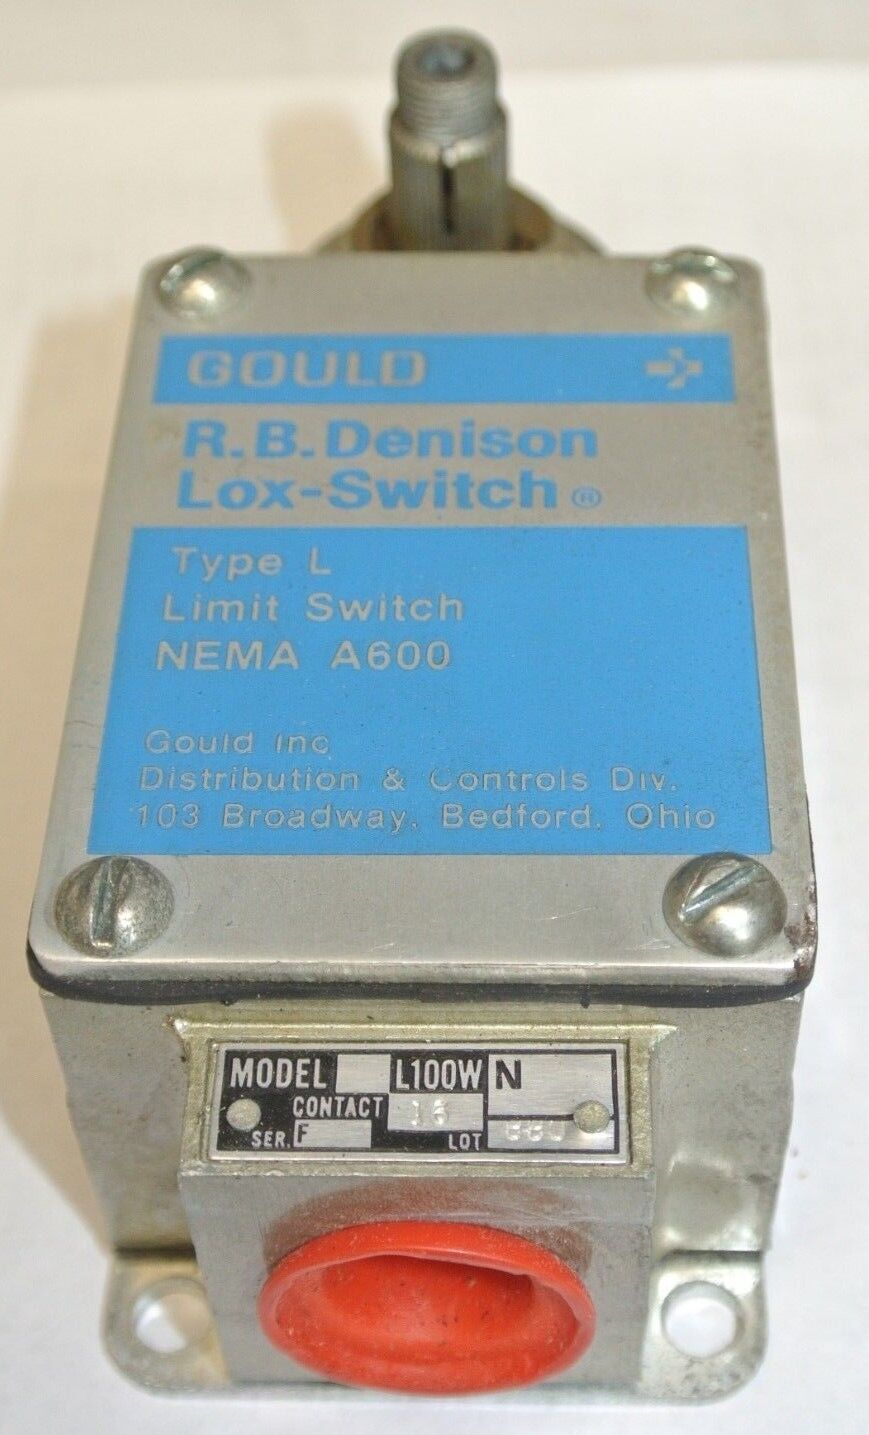 GOULD
R.B.Denison
Lox-Switch ®
Type L
Limit Switch
NEMA A600
Gould Inc
Distribution & Controls Div.
103 Broadway, Bedford, Ohio
MODEL L100W N
CONTACT 16
SER. F LOT